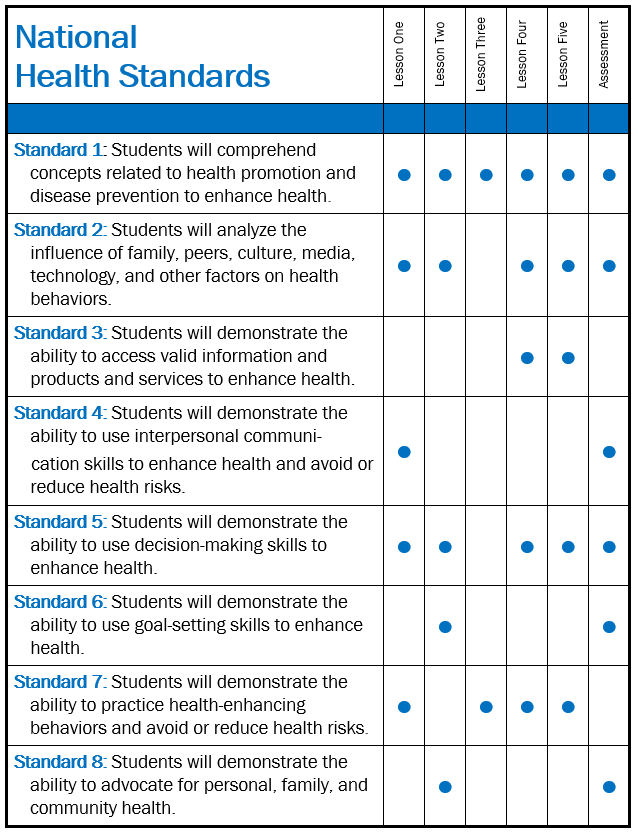 National
Health Standards
Lesson One
Lesson Two
Lesson Three
Lesson Four
Lesson Five
Assessment
Standard 1: Students will comprehend
concepts related to health promotion and
disease prevention to enhance health.
Standard 2: Students will analyze the
influence of family, peers, culture, media,
technology, and other factors on health
behaviors.
Standard 3: Students will demonstrate the
ability to access valid information and
products and services to enhance health.
Standard 4: Students will demonstrate the
ability to use interpersonal communi-
cation skills to enhance health and avoid or
reduce health risks.
Standard 5: Students will demonstrate the
ability to use decision-making skills to
enhance health.
Standard 6: Students will demonstrate the
ability to use goal-setting skills to enhance
health.
Standard 7: Students will demonstrate the
ability to practice health-enhancing
behaviors and avoid or reduce health risks.
Standard 8: Students will demonstrate the
ability to advocate for personal, family, and
community health.